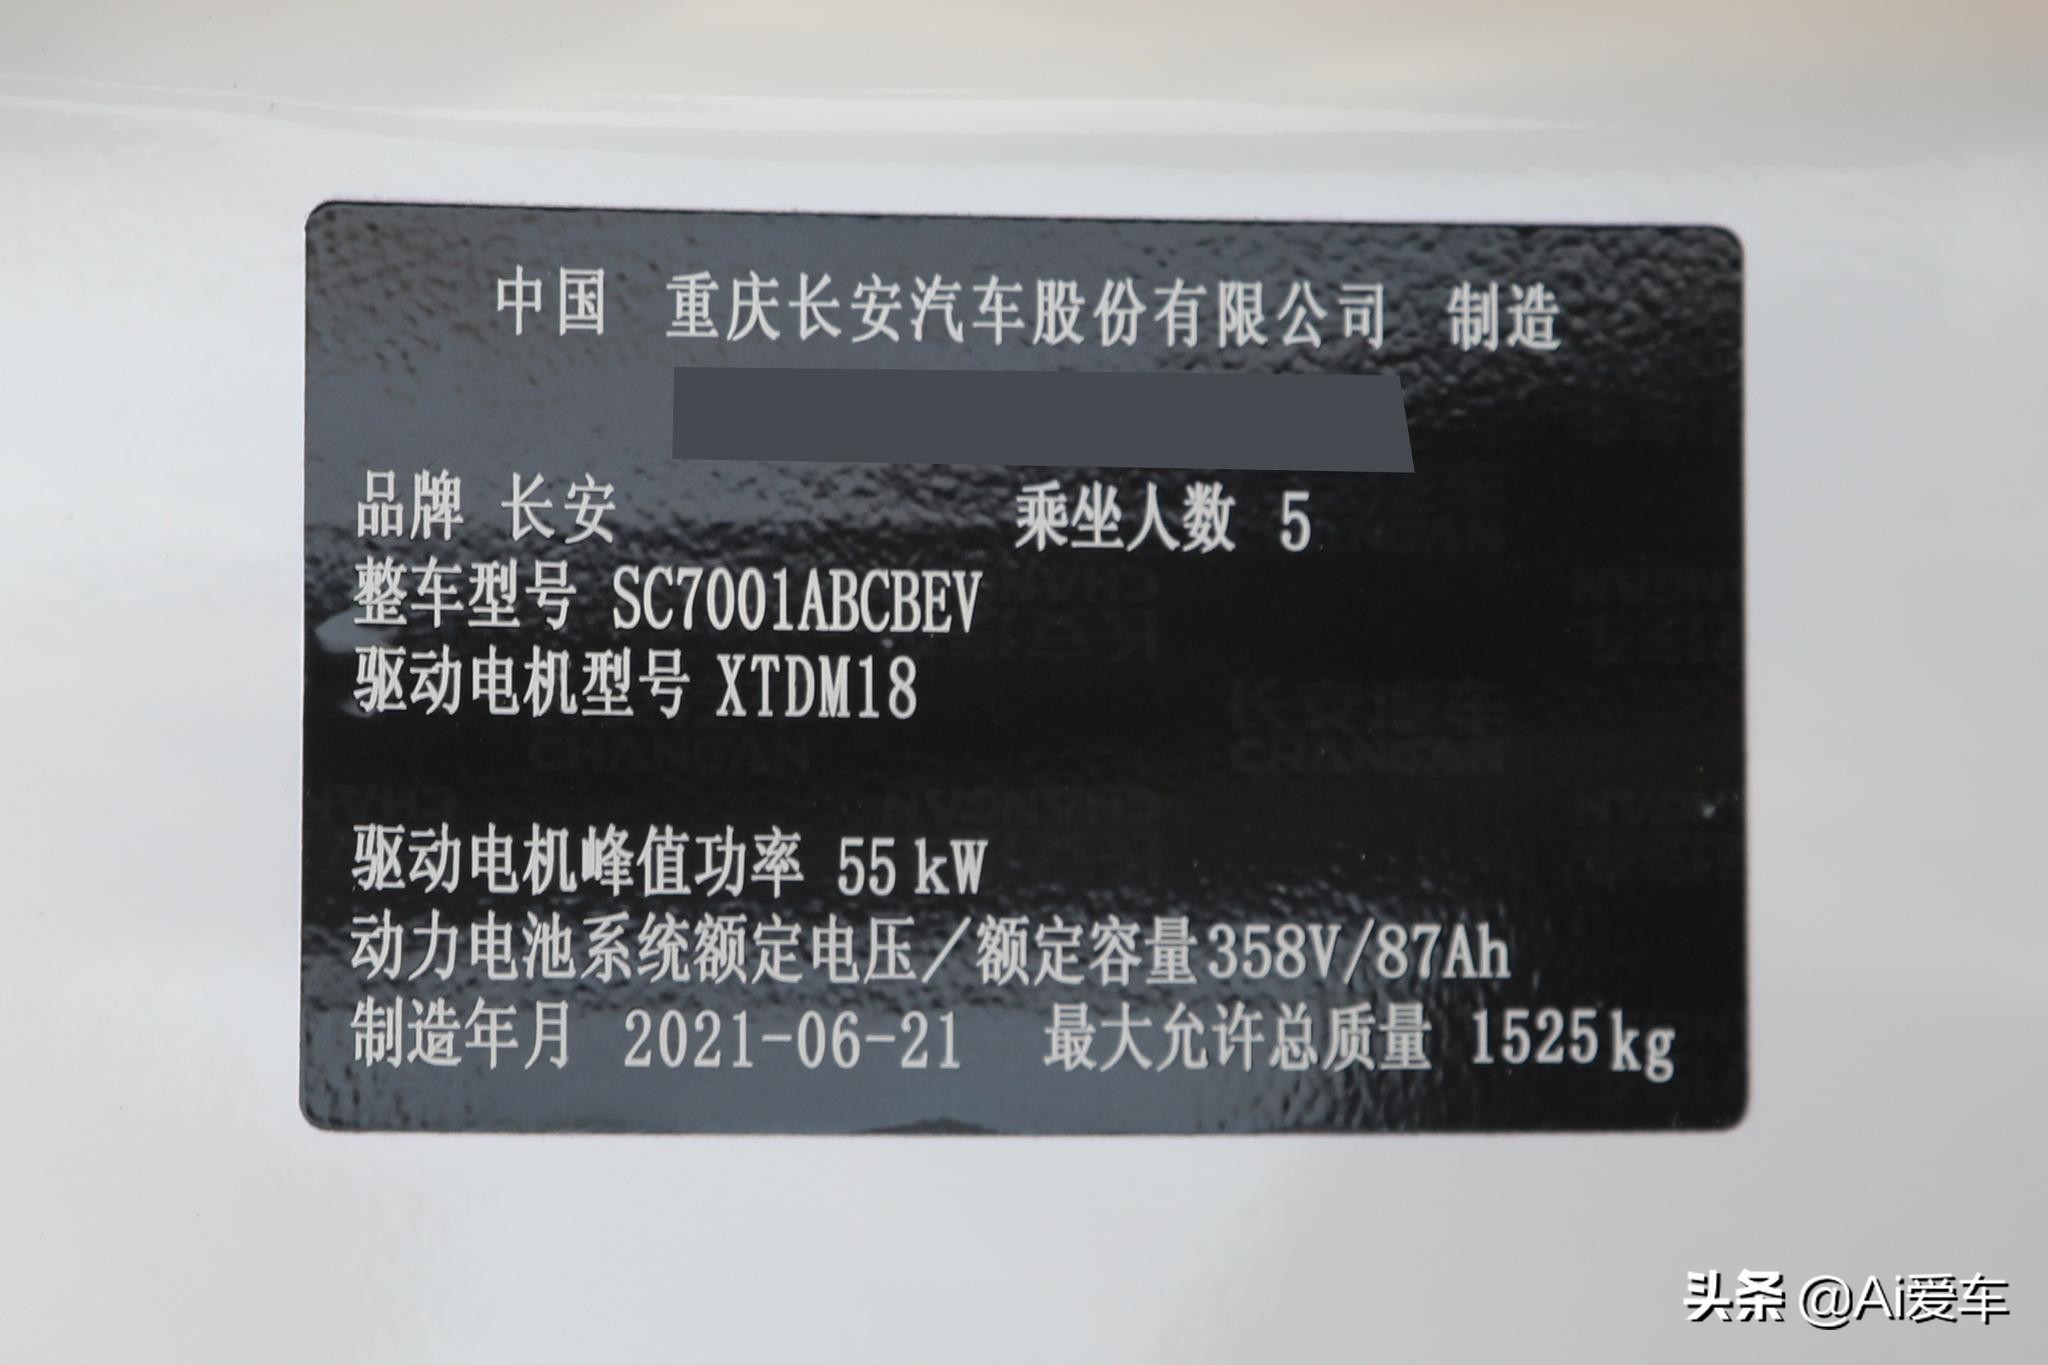 中国 重庆长安汽车股份有限公司 制造
品牌 长安 乘坐人数 5
整车型号 SC7001ABCBEV
驱动电机型号 XTDM18
驱动电机峰值功率 55kW
动力电池系统额定电压/额定容量358V/87Ah
制造年月 2021-06-21 最大允许总质量 1525kg
头条 @Ai爱车